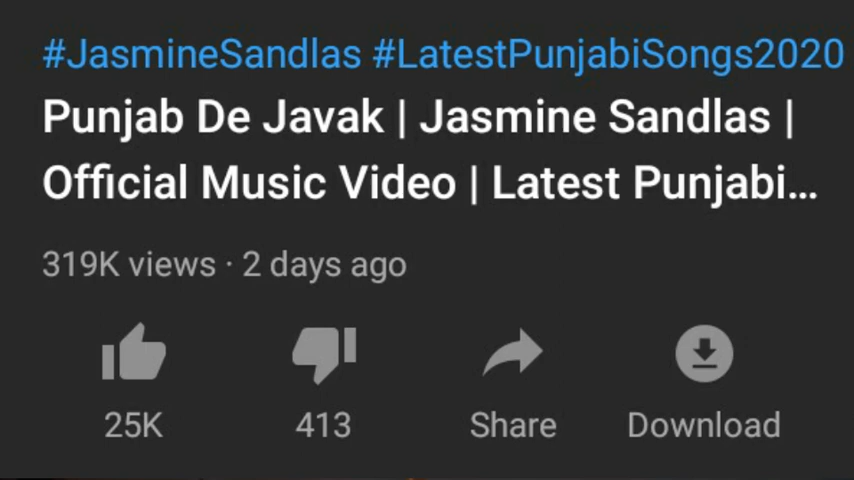 #JasmineSandlas #LatestPunjabiSongs2020
Punjab De Javak | Jasmine Sandlas |
Official Music Video | Latest Punjabi...
319K views · 2 days ago
25K 413 Share Download